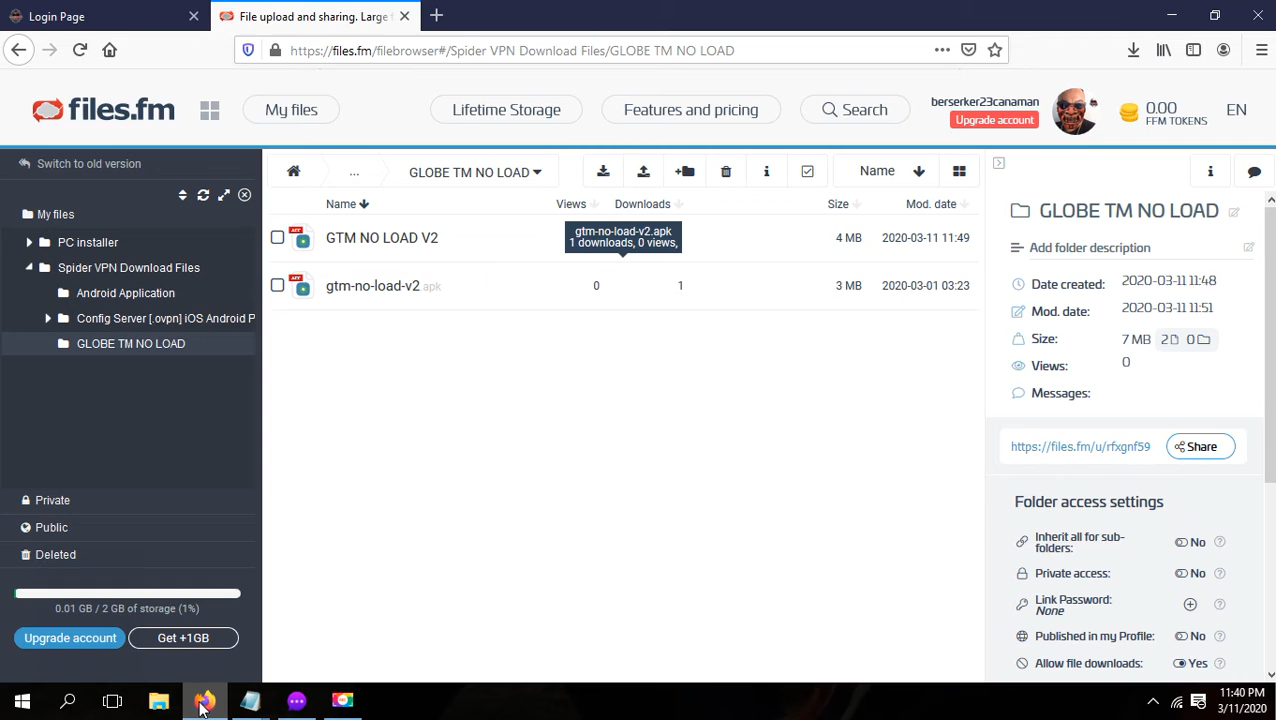 Login Page
File upload and sharing. Large
https://files.fm/filebrowser#/Spider VPN Download Files/GLOBE TM NO LOAD
files.fm
My files
Lifetime Storage
Features and pricing
Search
berserker23canaman
Upgrade account
0.00
FFM TOKENS
EN
Switch to old version
My files
PC installer
Spider VPN Download Files
Android Application
Config Server [.ovpn] iOS Android P
GLOBE TM NO LOAD
Private
Public
Deleted
0.01 GB / 2 GB of storage (1%)
Upgrade account
Get +1GB
...
GLOBE TM NO LOAD
Name
Name
Views
Downloads
Size
Mod. date
GTM NO LOAD V2
4 MB
2020-03-11 11:49
gtm-no-load-v2.apk
1 downloads, 0 views,
gtm-no-load-v2 apk
0
1
3 MB
2020-03-01 03:23
GLOBE TM NO LOAD
Add folder description
Date created:
2020-03-11 11:48
Mod. date:
2020-03-11 11:51
Size:
7 MB
2
0
Views:
0
Messages:
https://files.fm/u/rfxgnf59
Share
Folder access settings
Inherit all for sub-folders:
No
Private access:
No
Link Password:
None
Published in my Profile:
No
Allow file downloads:
Yes
11:40 PM
3/11/2020